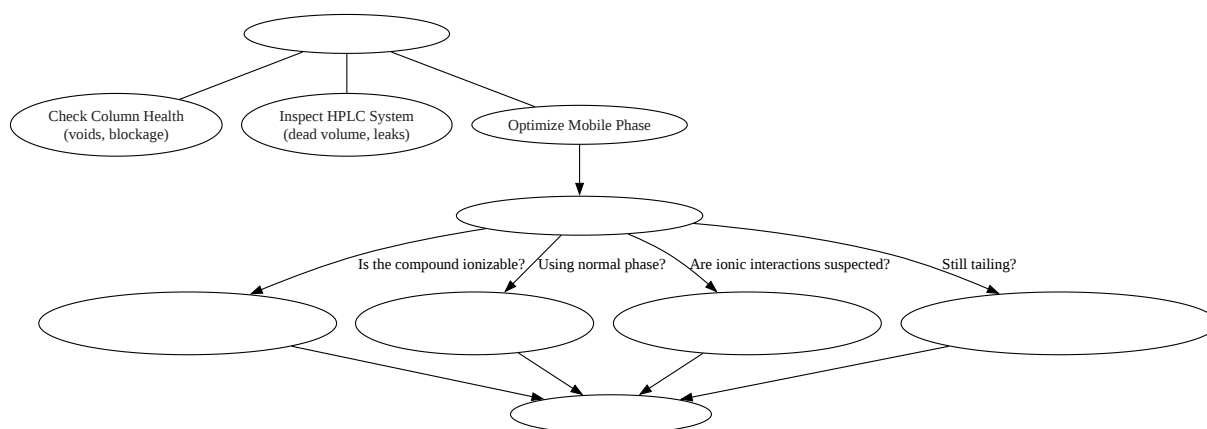 Check Column Health
(voids, blockage)
Inspect HPLC System
(dead volume, leaks)
Optimize Mobile Phase
Is the compound ionizable?
Using normal phase?
Are ionic interactions suspected?
Still tailing?